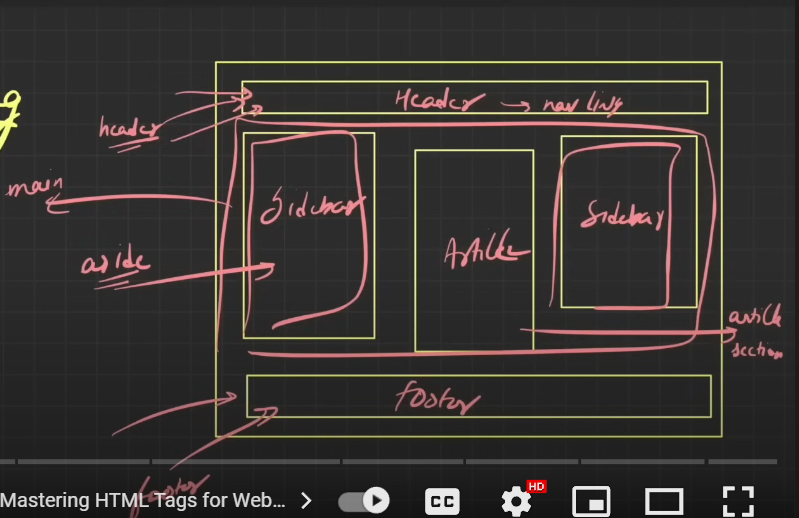 Header → nav links
header
main
Sidebar
Sidebar
aside
Article
article
section
footer
footer
Mastering HTML Tags for Web...
CC
HD